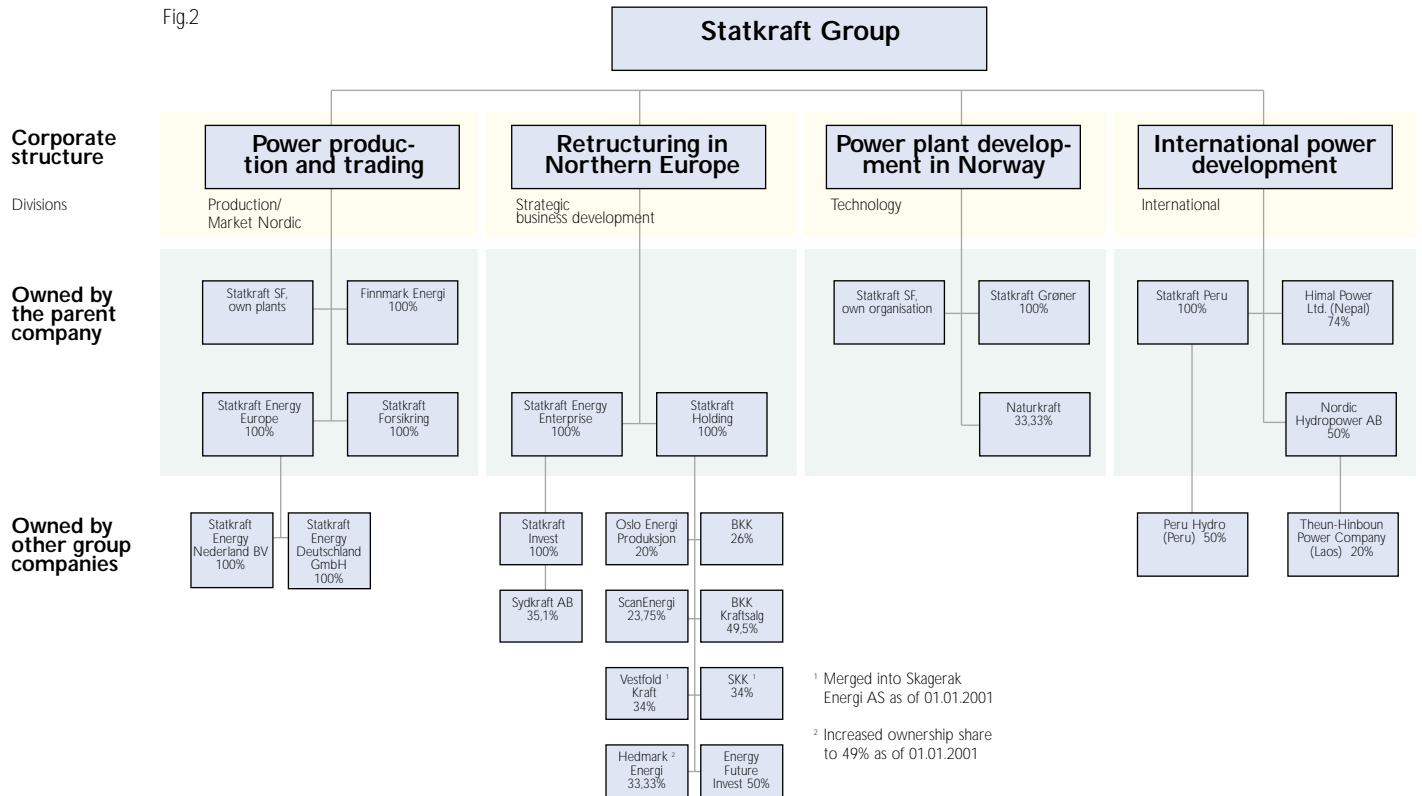 Fig.2
Statkraft Group
Corporate
structure
Power produc-
tion and trading
Retructuring in
Northern Europe
Power plant develop-
ment in Norway
International power
development
Divisions
Production/
Market Nordic
Strategic
business development
Technology
International
Owned by
the parent
company
Statkraft SF,
own plants
Finnmark Energi
100%
Statkraft SF,
own organisation
Statkraft Grøner
100%
Statkraft Peru
100%
Himal Power
Ltd. (Nepal)
74%
Statkraft Energy
Europe
100%
Statkraft
Forsikring
100%
Statkraft Energy
Enterprise
100%
Statkraft
Holding
100%
Naturkraft
33,33%
Nordic
Hydropower AB
50%
Owned by
other group
companies
Statkraft
Energy
Nederland BV
100%
Statkraft
Energy
Deutschland
GmbH
100%
Statkraft
Invest
100%
Oslo Energi
Produksjon
20%
BKK
26%
Peru Hydro
(Peru) 50%
Theun-Hinboun
Power Company
(Laos) 20%
Sydkraft AB
35,1%
ScanEnergi
23,75%
BKK
Kraftsalg
49,5%
Vestfold ¹
Kraft
34%
SKK ¹
34%
¹ Merged into Skagerak
Energi AS as of 01.01.2001
Hedmark ²
Energi
33,33%
Energy
Future
Invest 50%
² Increased ownership share
to 49% as of 01.01.2001